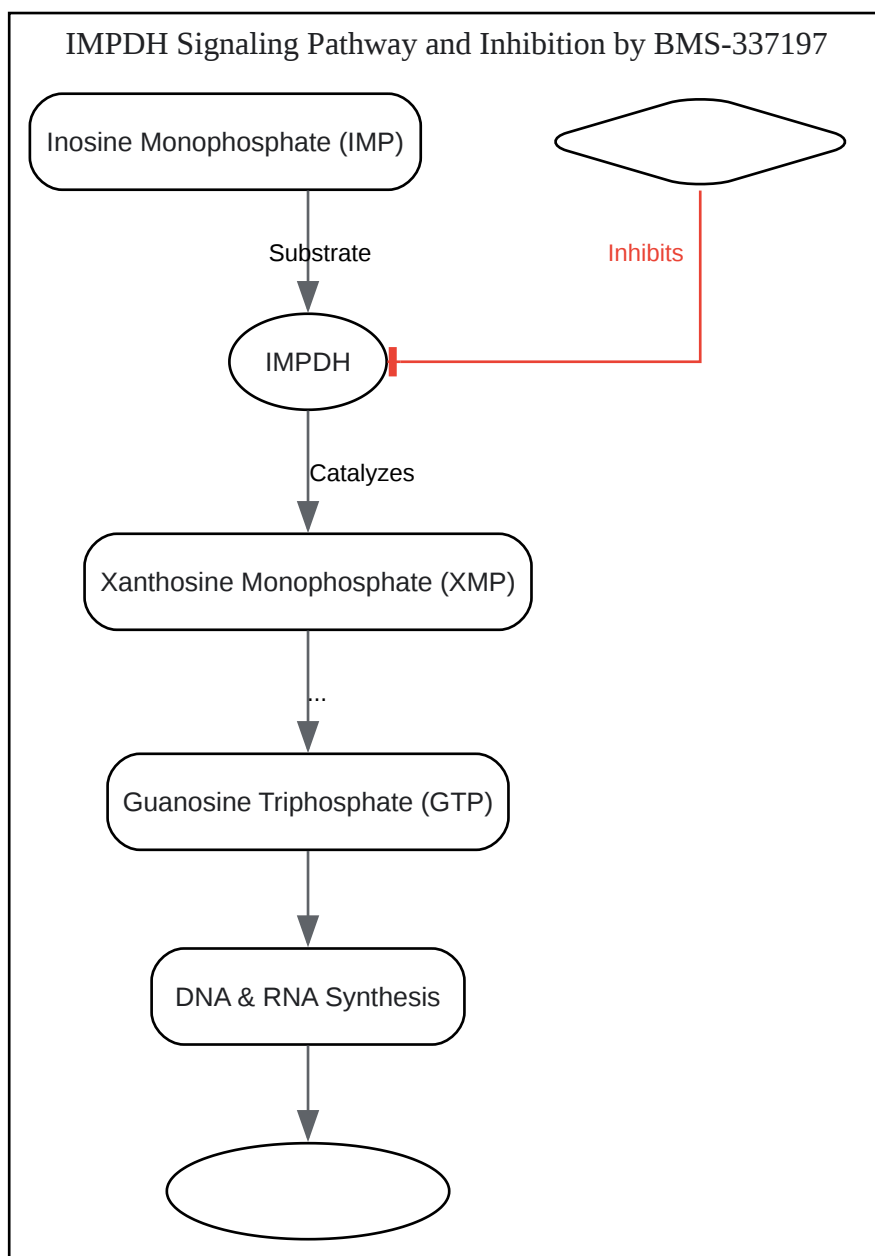 IMPDH Signaling Pathway and Inhibition by BMS-337197
Inosine Monophosphate (IMP)
Substrate
Inhibits
IMPDH
Catalyzes
Xanthosine Monophosphate (XMP)
...
Guanosine Triphosphate (GTP)
DNA & RNA Synthesis